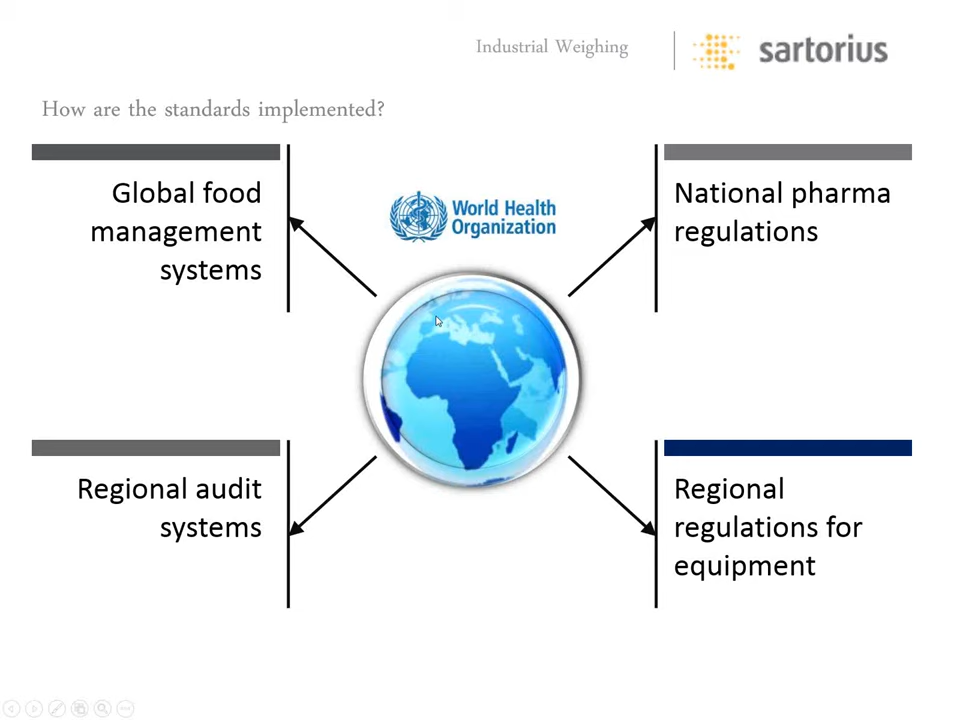 Industrial Weighing
sartorius
How are the standards implemented?
Global food
management
systems
World Health
Organization
National pharma
regulations
Regional audit
systems
Regional
regulations for
equipment